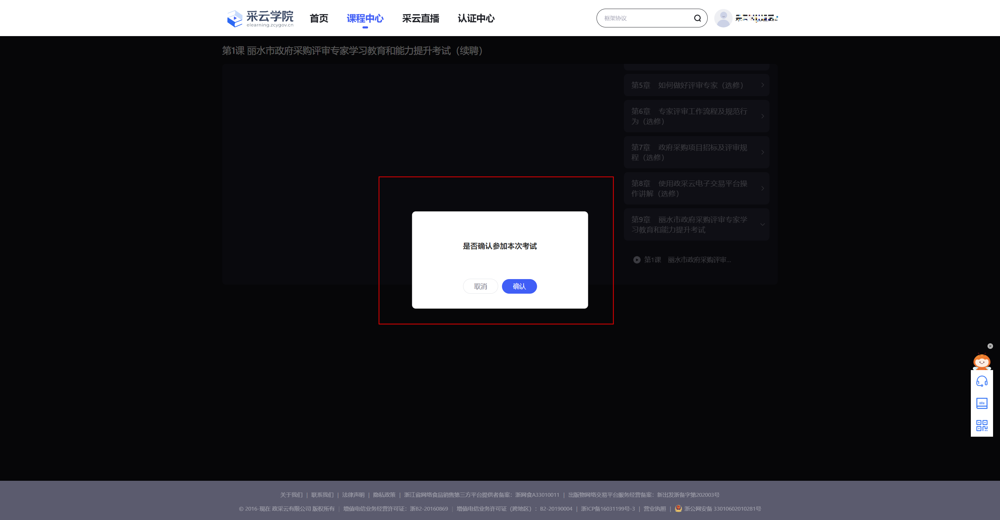 采云学院
elearning.zcygov.cn
首页
课程中心
采云直播
认证中心
框架协议
第1课 丽水市政府采购评审专家学习教育和能力提升考试（续聘）
第5章 如何做好评审专家（选修）
第6章 专家评审工作流程及规范行
为（选修）
第7章 政府采购项目招标及评审规
程（选修）
第8章 使用政采云电子交易平台操
作讲解（选修）
第9章 丽水市政府采购评审专家学
习教育和能力提升考试
第1课 丽水市政府采购评审...
是否确认参加本次考试
取消
确认
关于我们 | 联系我们 | 法律声明 | 隐私政策 | 浙江省网络食品销售第三方平台提供者备案：浙网食A33010011 | 出版物网络交易平台服务经营备案：新出发浙备字第202003号
© 2016-现在 政采云有限公司 版权所有 | 增值电信业务经营许可证：浙B2-20160869 | 增值电信业务许可证（跨地区）：B2-20190004 | 浙ICP备16031199号-3 | 营业执照 | 浙公网安备 33010602010281号